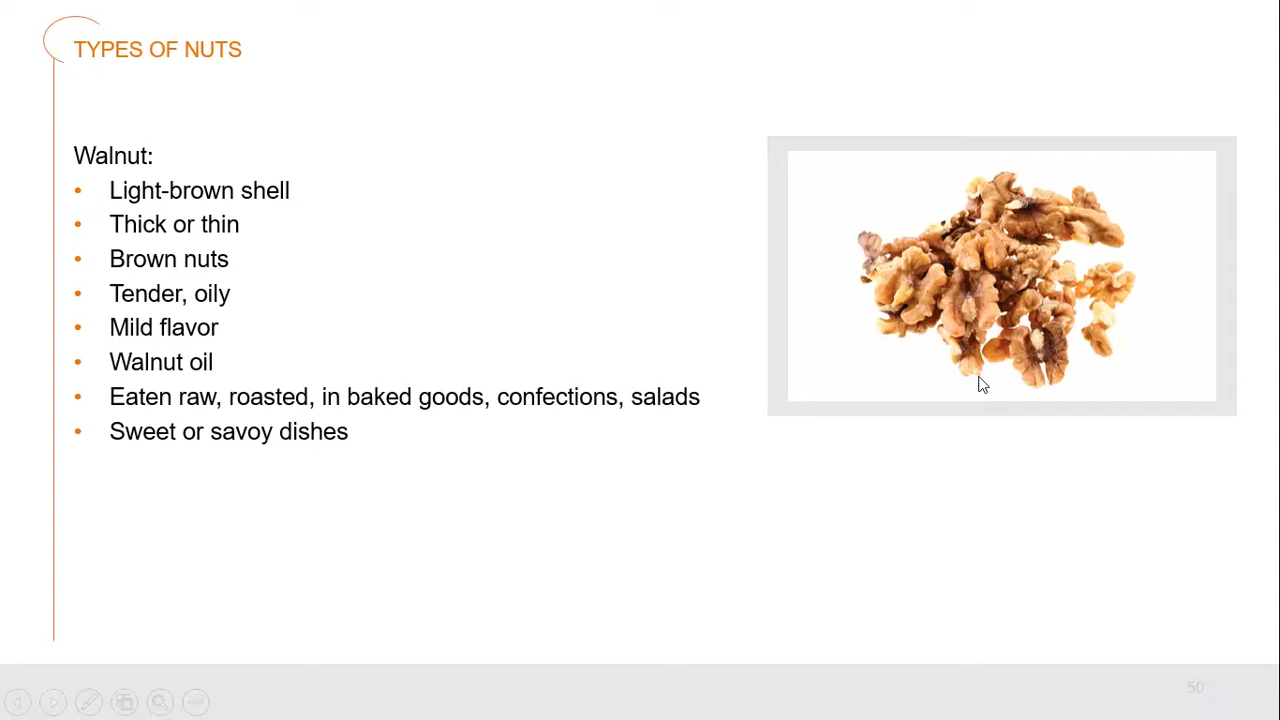 TYPES OF NUTS
Walnut:
• Light-brown shell
• Thick or thin
• Brown nuts
• Tender, oily
• Mild flavor
• Walnut oil
• Eaten raw, roasted, in baked goods, confections, salads
• Sweet or savoy dishes
50